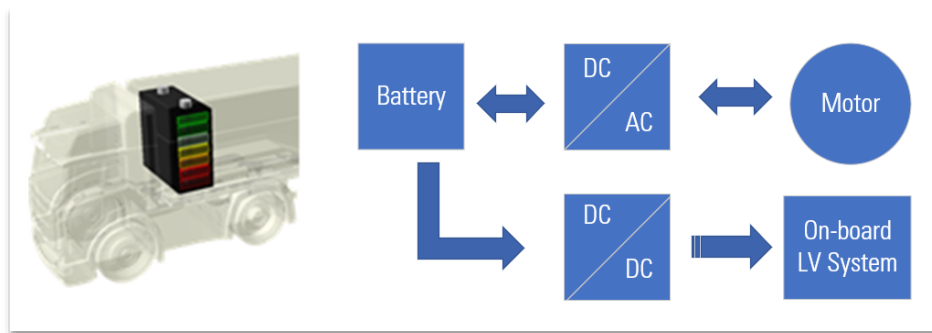 Battery
DC
AC
Motor
DC
DC
On-board
LV System